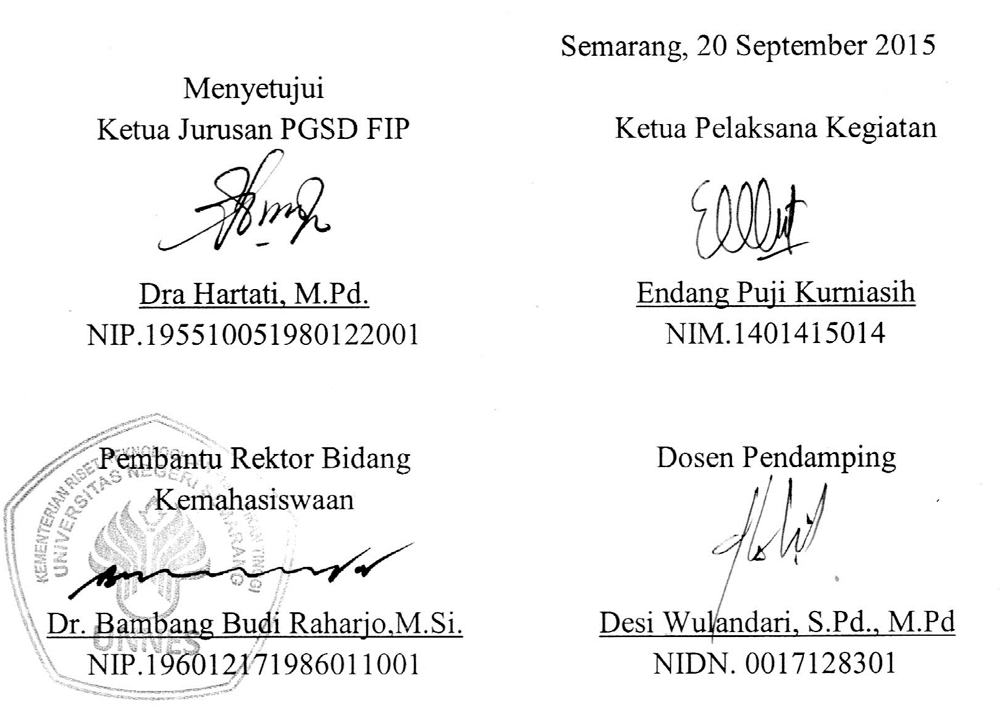 Semarang, 20 September 2015
Menyetujui
Ketua Jurusan PGSD FIP
Ketua Pelaksana Kegiatan
Dra Hartati, M.Pd.
Endang Puji Kurniasih
NIP.195510051980122001
NIM.1401415014
Pembantu Rektor Bidang
Kemahasiswaan
Dosen Pendamping
KEMENTERIAN RISET TEKNOLOGI TINGGI
UNIVERSITAS NEGERI SEMARANG
UNNES
Dr. Bambang Budi Raharjo,M.Si.
Desi Wulandari, S.Pd., M.Pd
NIP.196012171986011001
NIDN. 0017128301